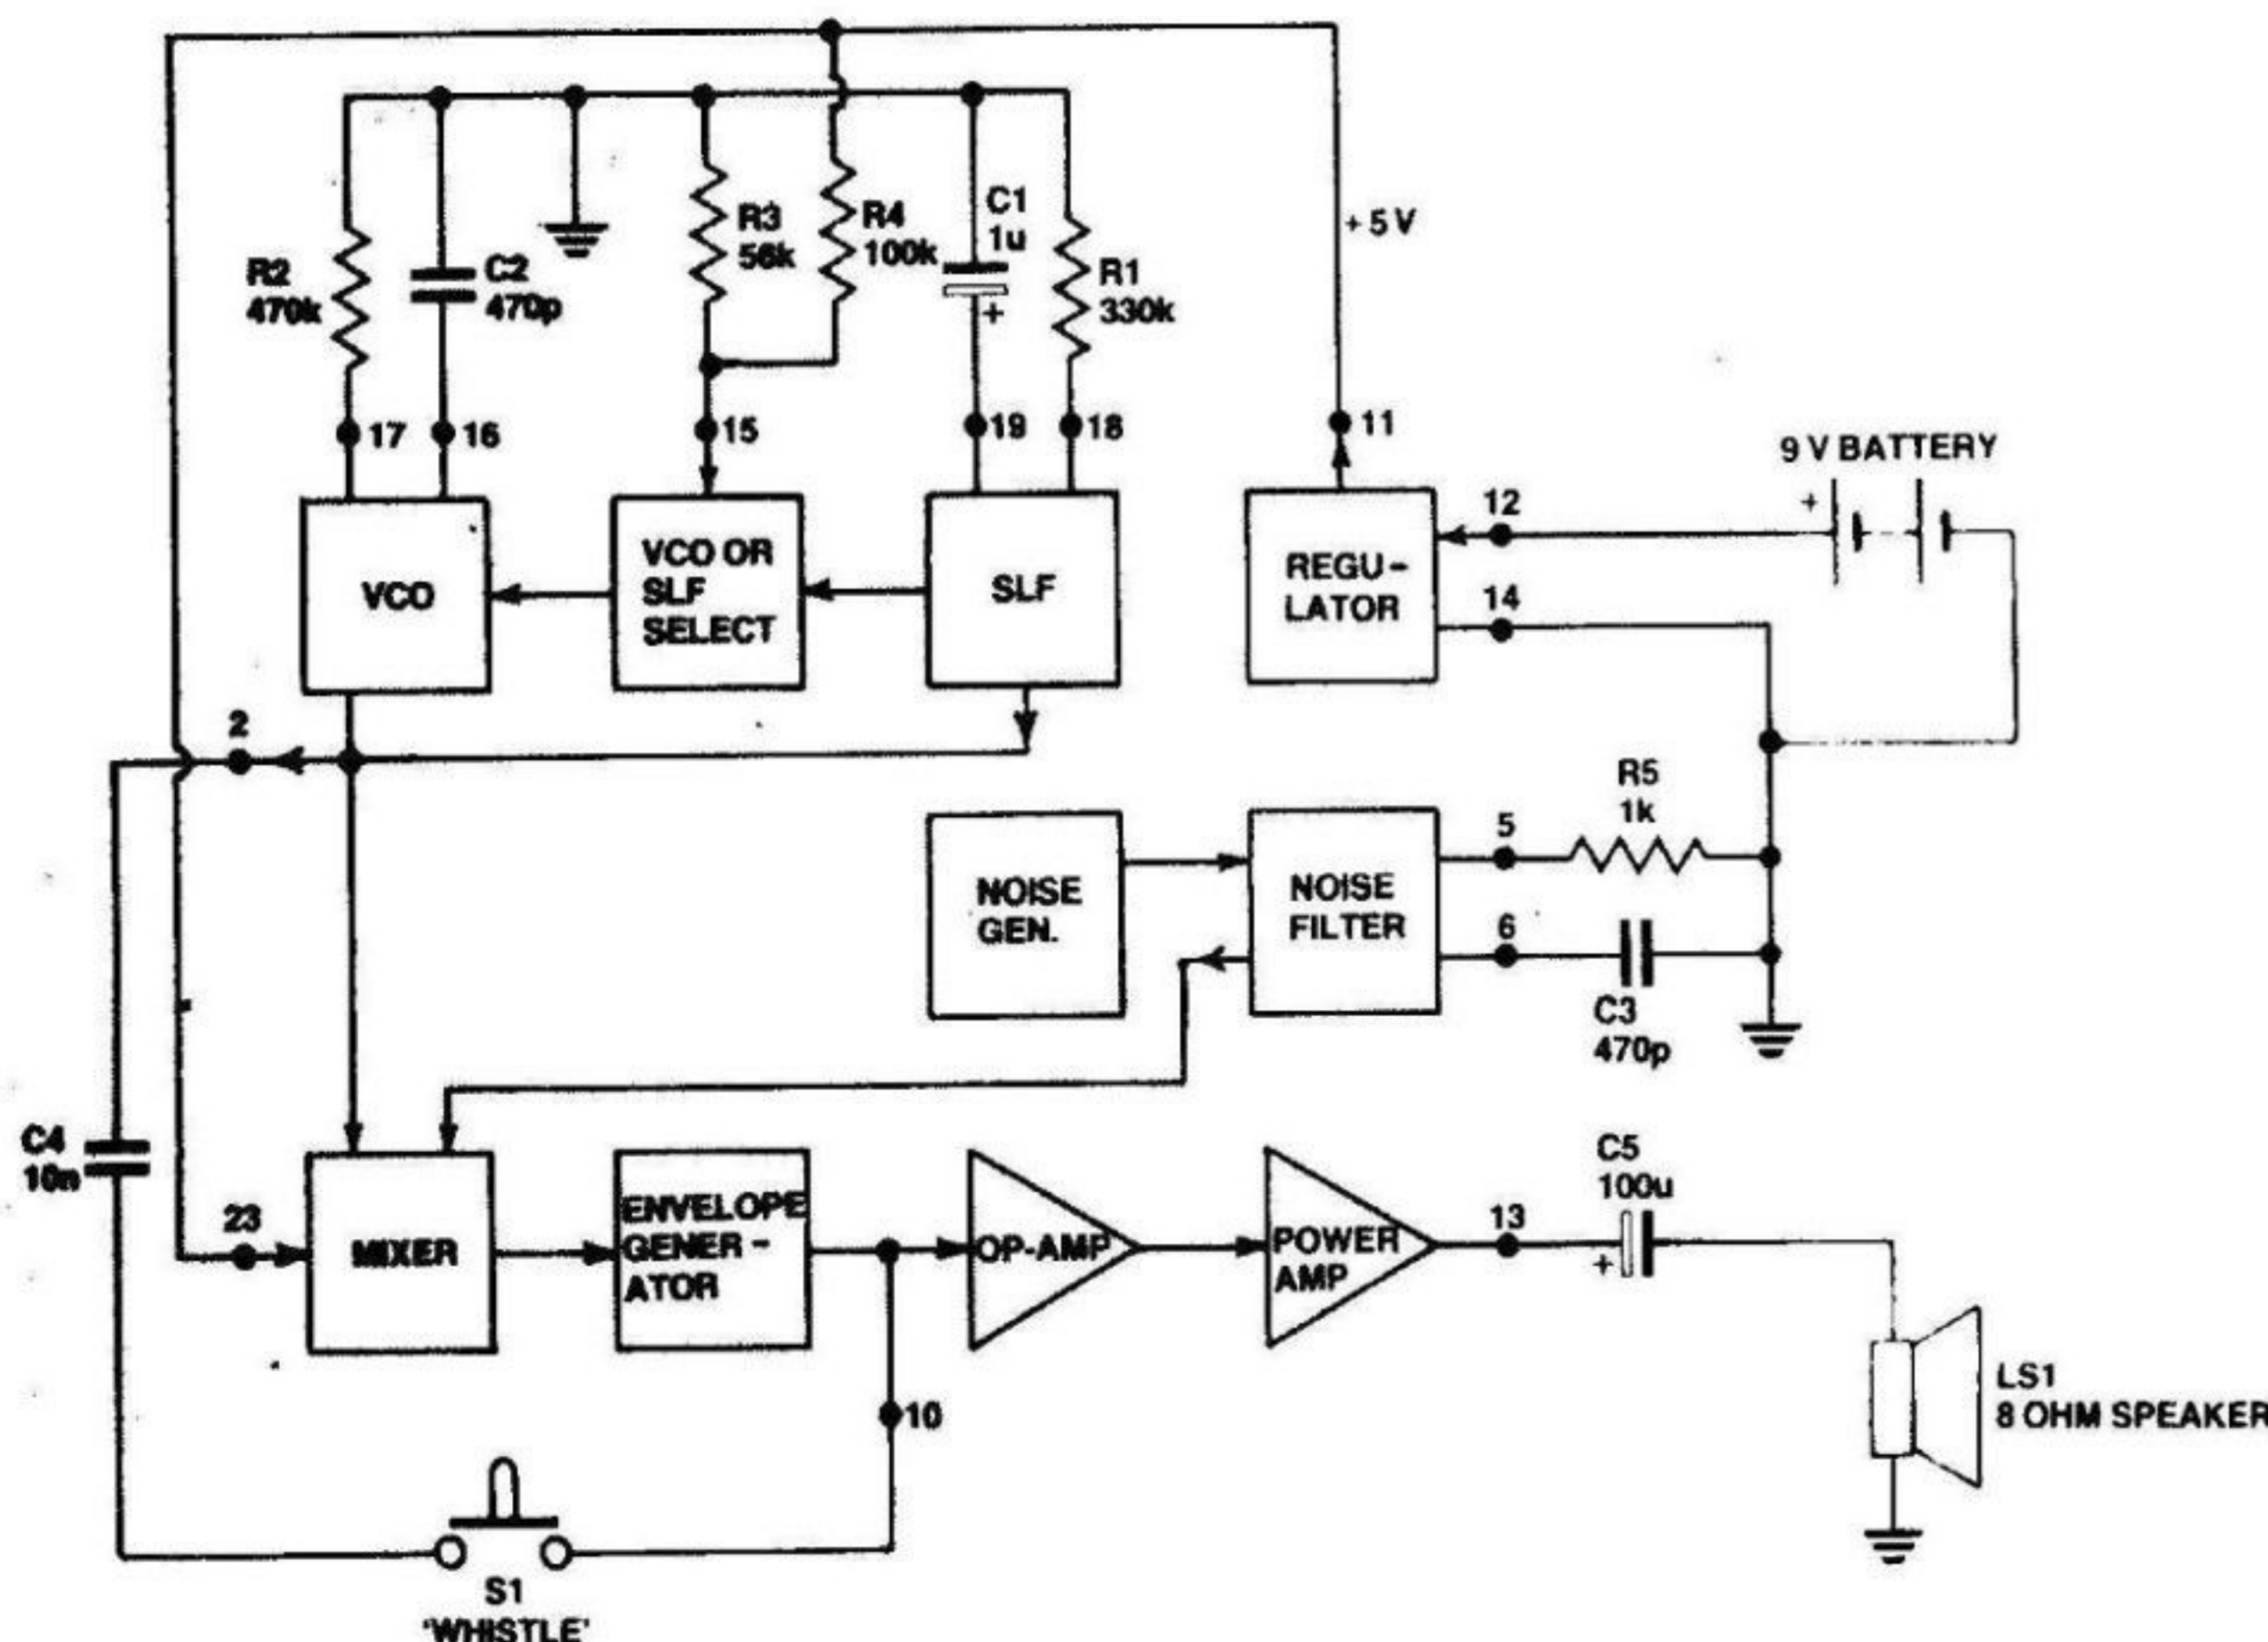 R2
470k
C2
470p
R3
56k
R4
100k
C1
1u
+
R1
330k
+ 5 V
17
16
15
19
18
11
9 V BATTERY
+
12
14
VCO
VCO OR
SLF
SELECT
SLF
REGU -
LATOR
2
R5
1k
5
6
NOISE
GEN.
NOISE
FILTER
C3
470p
C4
10n
23
MIXER
ENVELOPE
GENER -
ATOR
OP-AMP
POWER
AMP
13
C5
100u
+
10
LS1
8 OHM SPEAKER
S1
'WHISTLE'